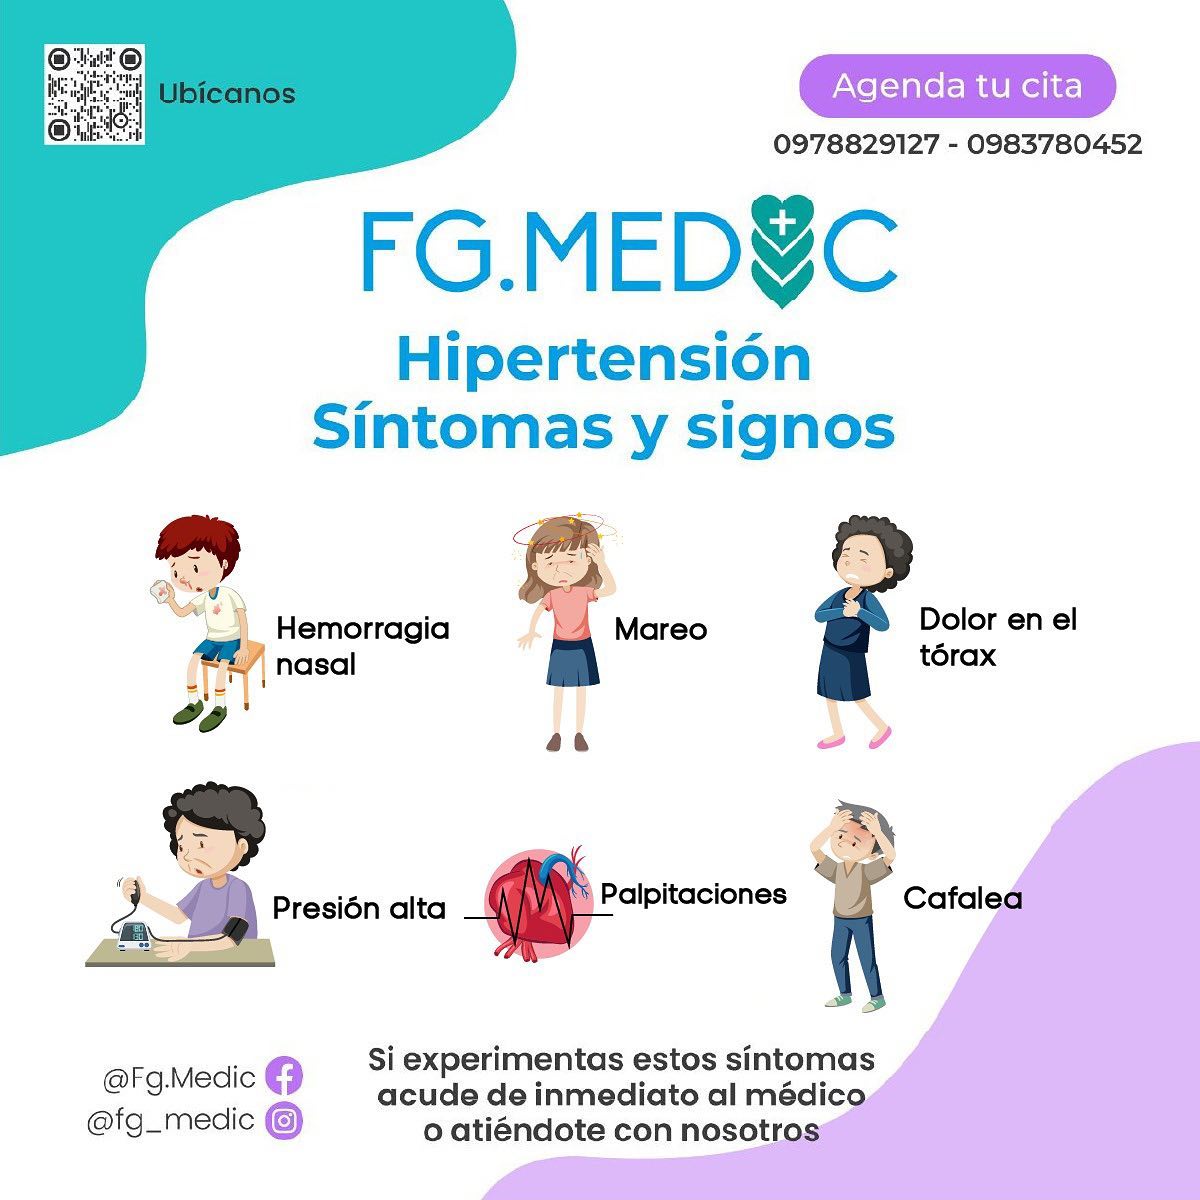 Ubícanos
Agenda tu cita
0978829127 - 0983780452
FG.MEDIC
Hipertensión
Síntomas y signos
Hemorragia
nasal
Mareo
Dolor en el
tórax
Presión alta
Palpitaciones
Cafalea
@Fg.Medic
@fg_medic
Si experimentas estos síntomas
acude de inmediato al médico
o atiéndote con nosotros